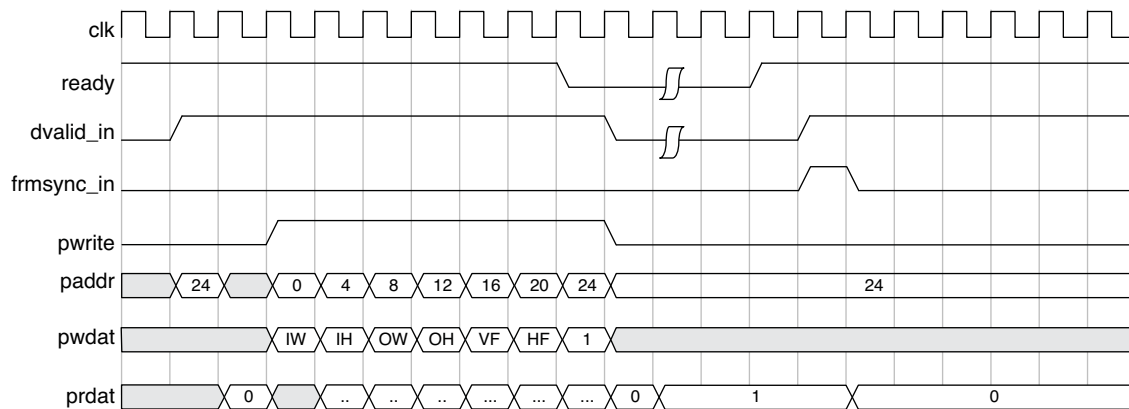 clk
ready
dvalid_in
frmsync_in
pwrite
paddr 24 0 4 8 12 16 20 24 24
pwdat IW IH OW OH VF HF 1
prdat 0 .. .. .. ... ... ... 0 1 0